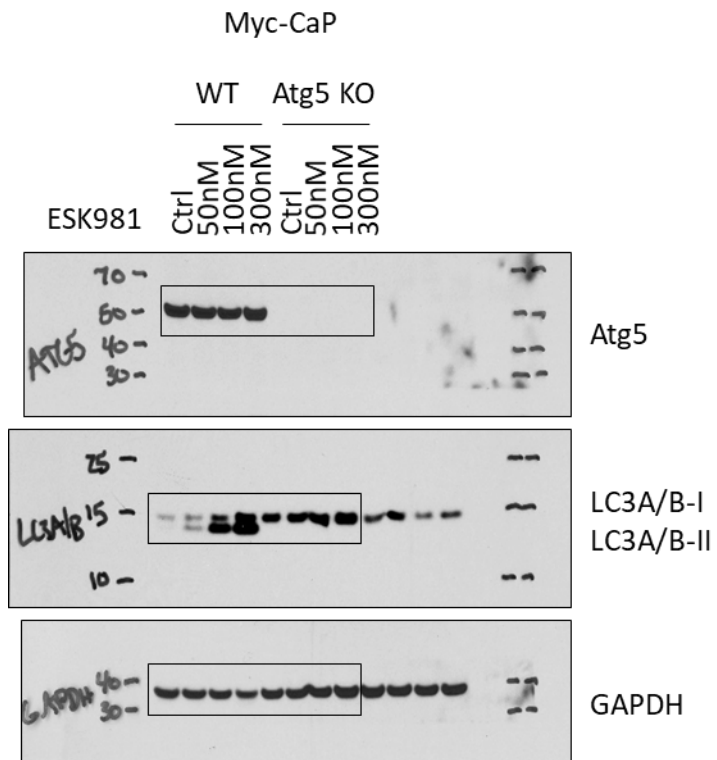 Myc-CaP
WT Atg5 KO
ESK981 Ctrl 50nM 100nM 300nM Ctrl 50nM 100nM 300nM
70
60
ATG5
40
30
Atg5
25
LC3A/B 15
10
LC3A/B-I
LC3A/B-II
GAPDH 40
30
GAPDH